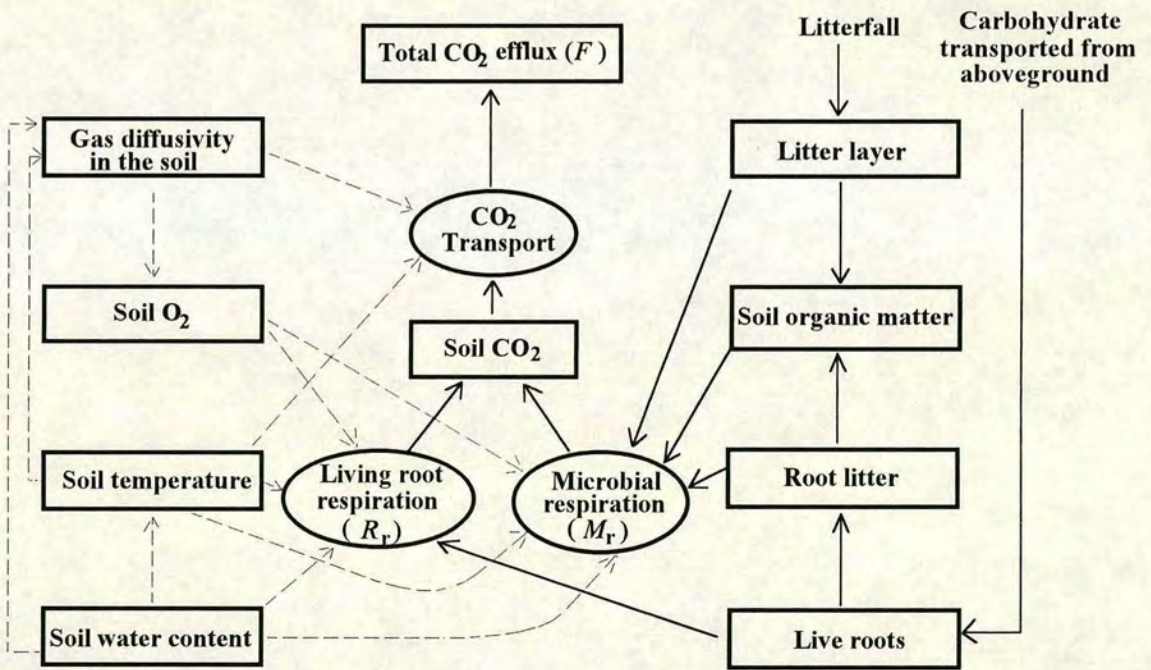 Total CO₂ efflux (F)
Litterfall
Carbohydrate
transported from
aboveground
Gas diffusivity
in the soil
Litter layer
CO₂
Transport
Soil O₂
Soil organic matter
Soil CO₂
Soil temperature
Living root
respiration
(Rr)
Microbial
respiration
(Mr)
Root litter
Soil water content
Live roots